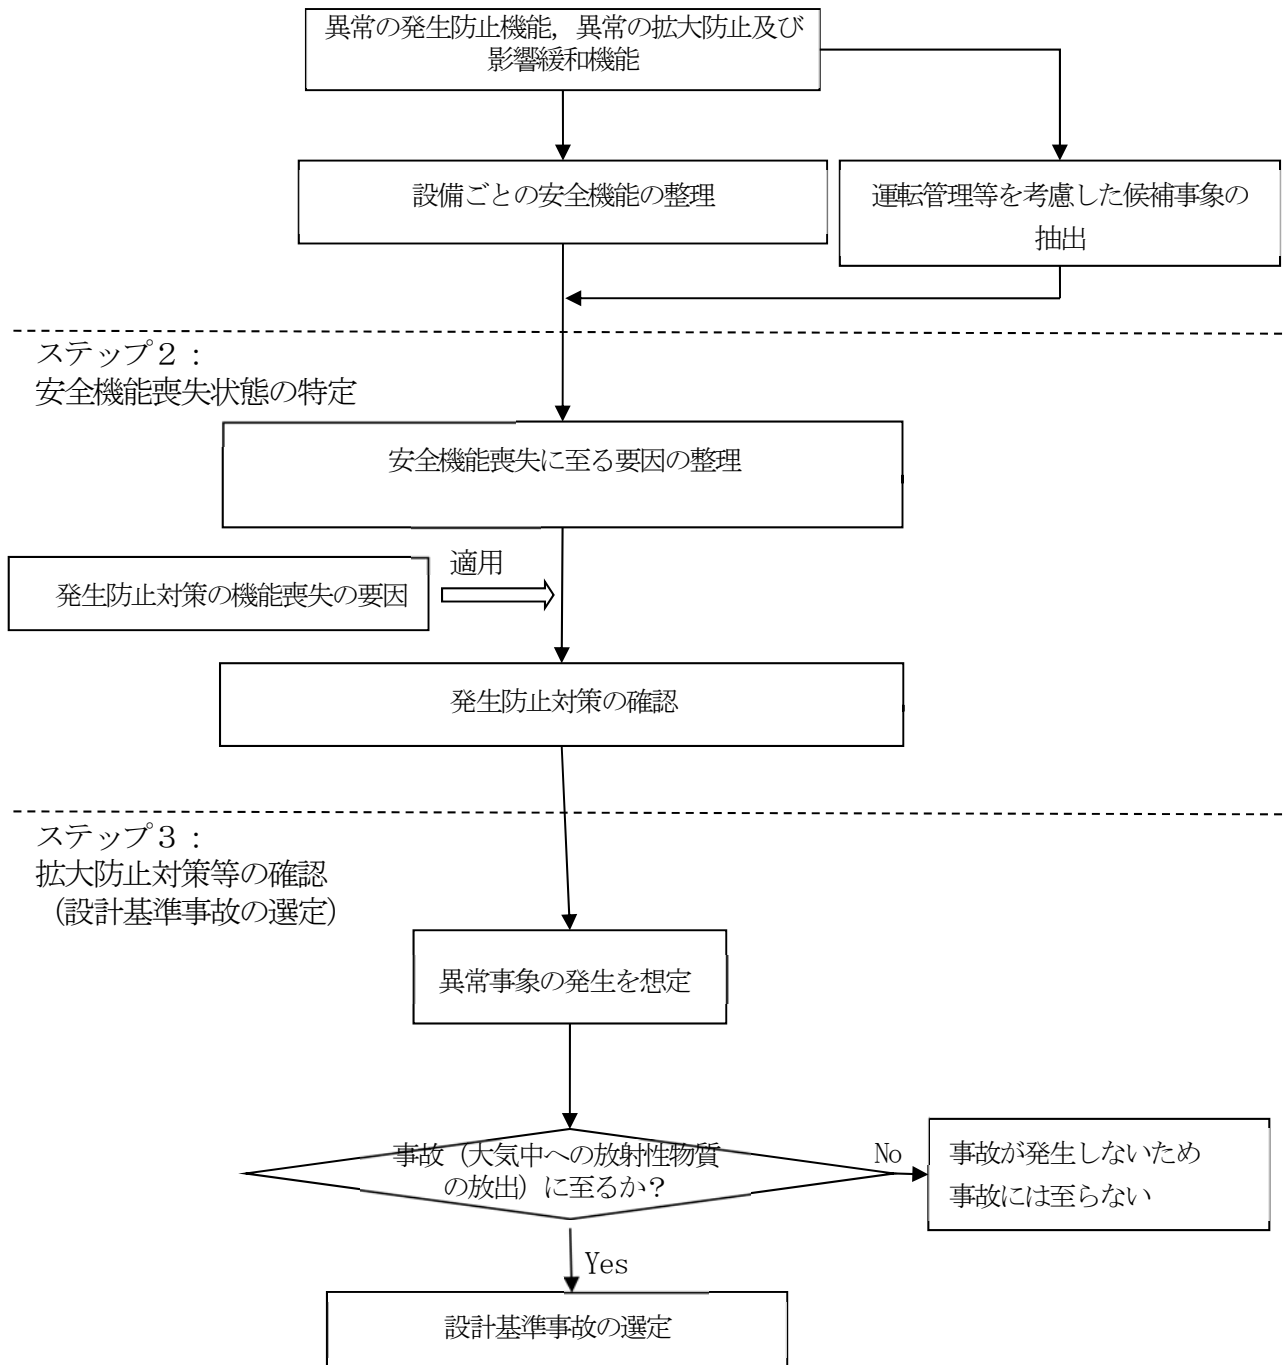 異常の発生防止機能，異常の拡大防止及び
影響緩和機能
設備ごとの安全機能の整理
運転管理等を考慮した候補事象の
抽出
ステップ２：
安全機能喪失状態の特定
安全機能喪失に至る要因の整理
適用
発生防止対策の機能喪失の要因
発生防止対策の確認
ステップ３：
拡大防止対策等の確認
（設計基準事故の選定）
異常事象の発生を想定
事故（大気中への放射性物質
の放出）に至るか？
No
事故が発生しないため
事故には至らない
Yes
設計基準事故の選定